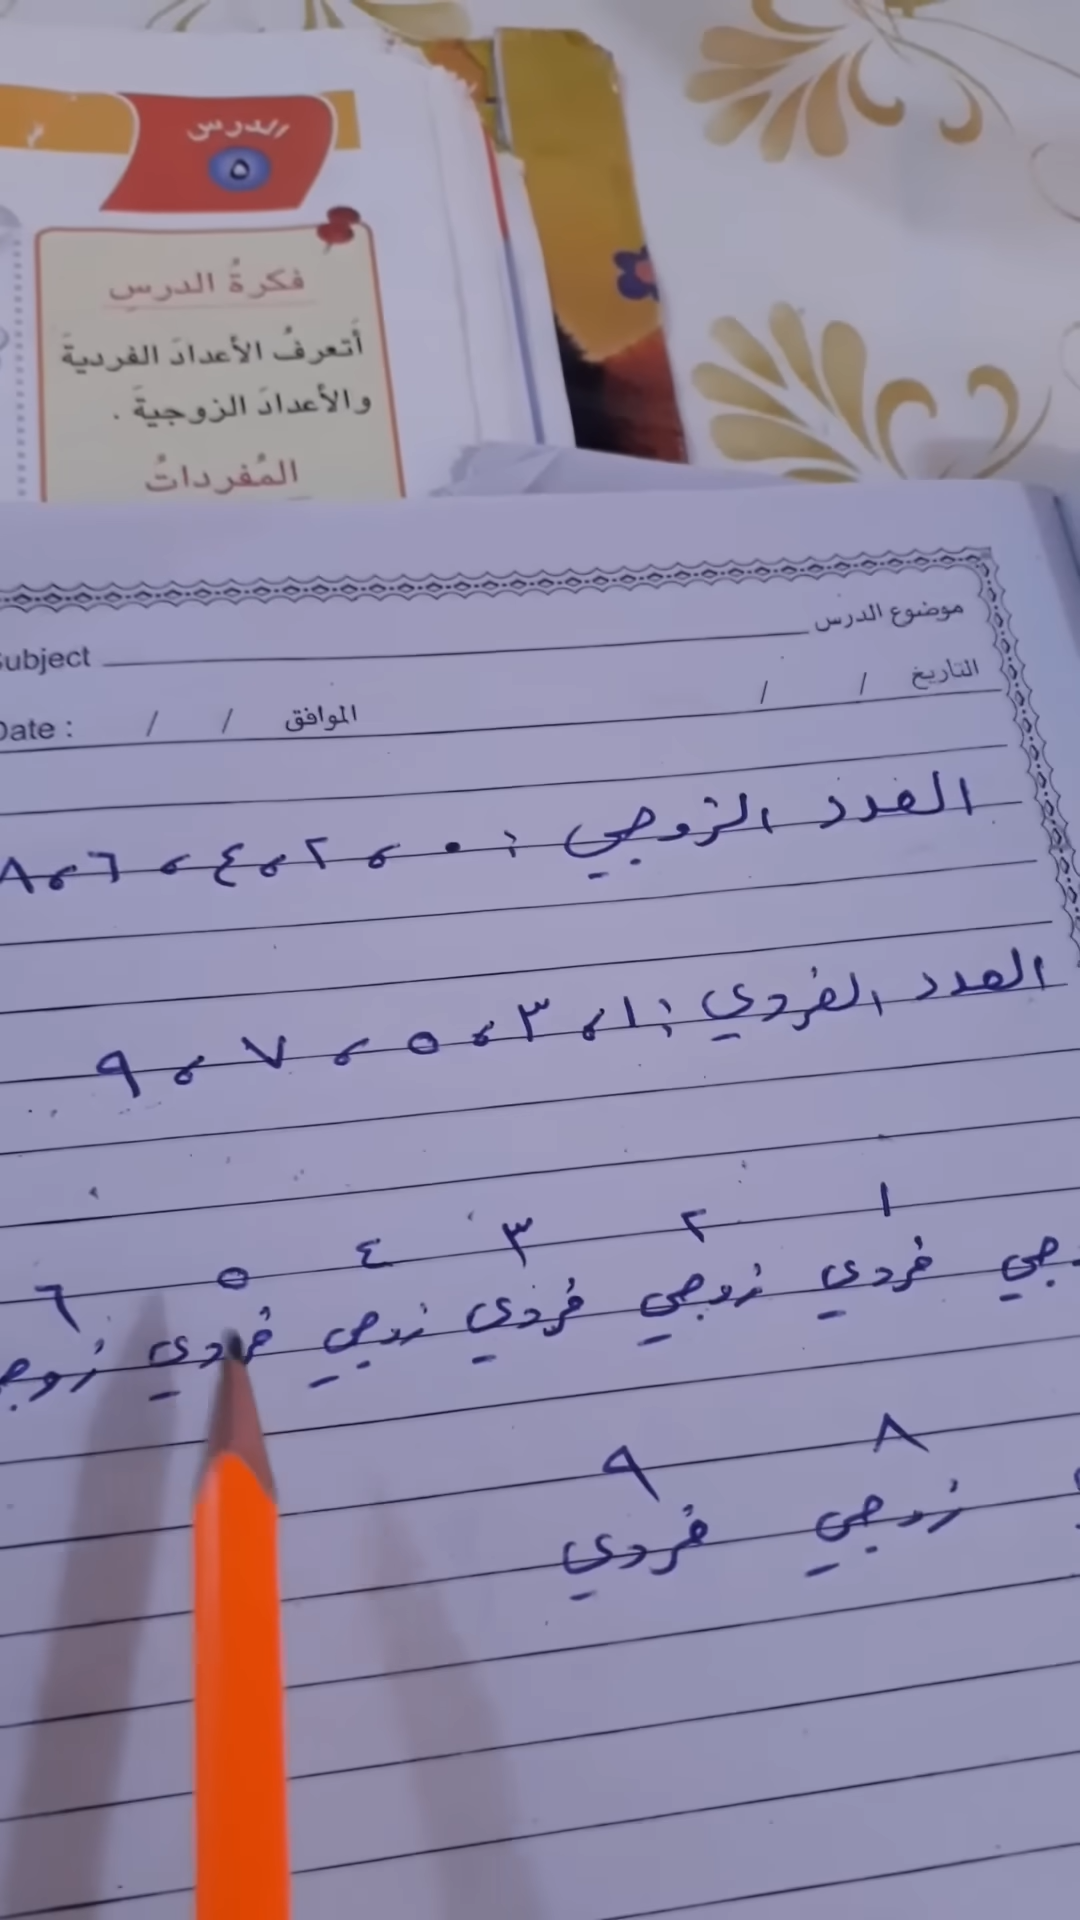 الدرس
٥
فكرةُ الدرسِ
أتعرفُ الأعدادَ الفرديةَ
والأعدادَ الزوجيةَ .
المُفرداتُ
موضوع الدرس
Subject
التاريخ / / الموافق / / Date :
العدد الزوجي : ٠ ، ٢ ، ٤ ، ٦ ، ٨
العدد الفردي : ١ ، ٣ ، ٥ ، ٧ ، ٩
١ ٢ ٣ ٤ ٥ ٦
فردي زوجي فردي زوجي فردي
٨ ٩
زوجي فردي